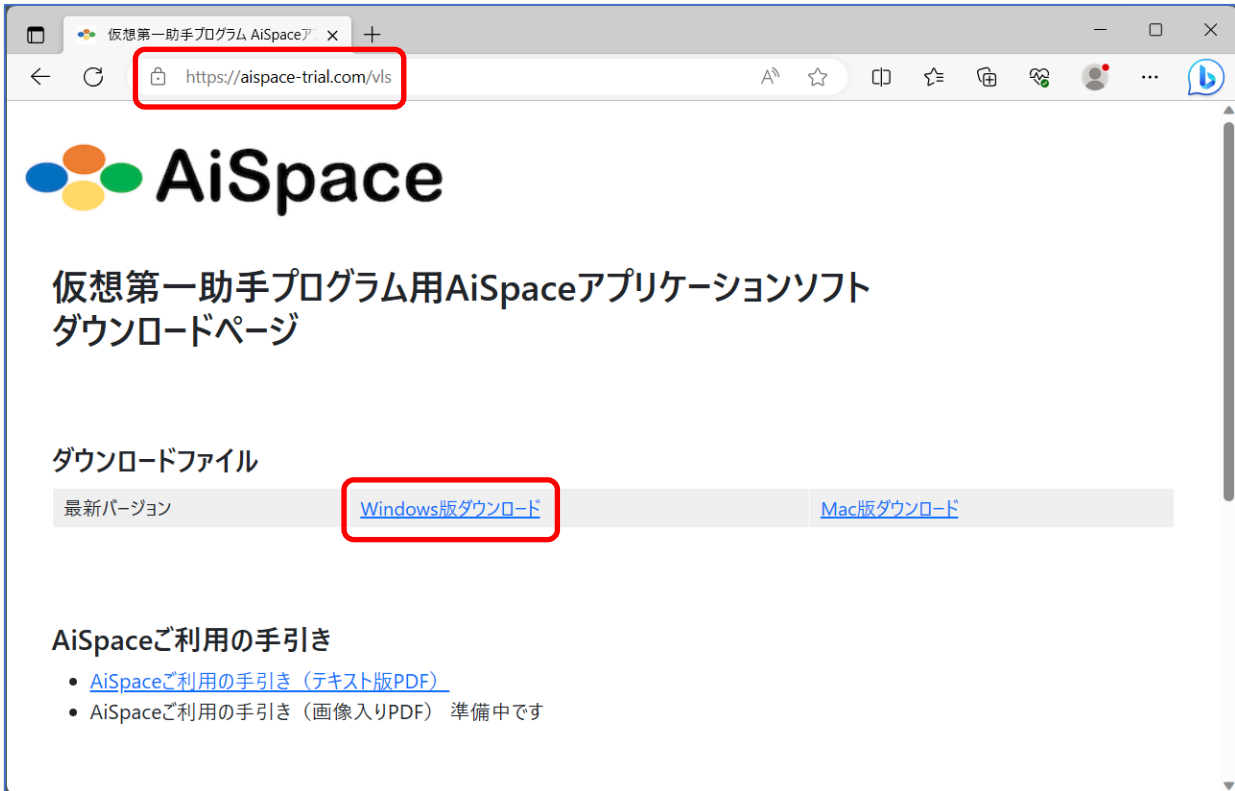 仮想第一助手プログラム AiSpaceア
https://aispace-trial.com/vls
AiSpace
仮想第一助手プログラム用AiSpaceアプリケーションソフト
ダウンロードページ
ダウンロードファイル
最新バージョン Windows版ダウンロード Mac版ダウンロード
AiSpaceご利用の手引き
• AiSpaceご利用の手引き（テキスト版PDF）
• AiSpaceご利用の手引き（画像入りPDF） 準備中です